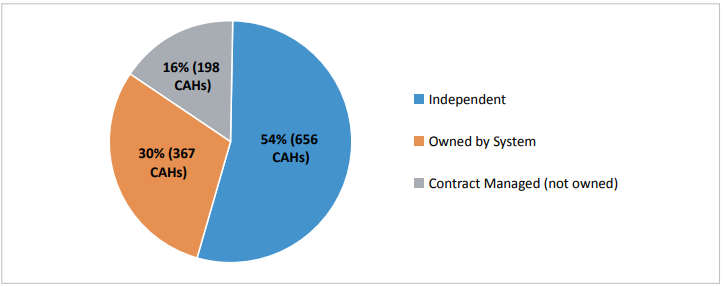 16% (198
CAHs)
54% (656
CAHs)
30% (367
CAHs)
Independent
Owned by System
Contract Managed (not owned)